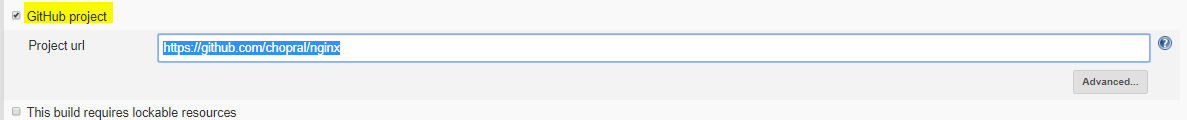 GitHub project
Project url https://github.com/chopral/nginx
Advanced...
This build requires lockable resources